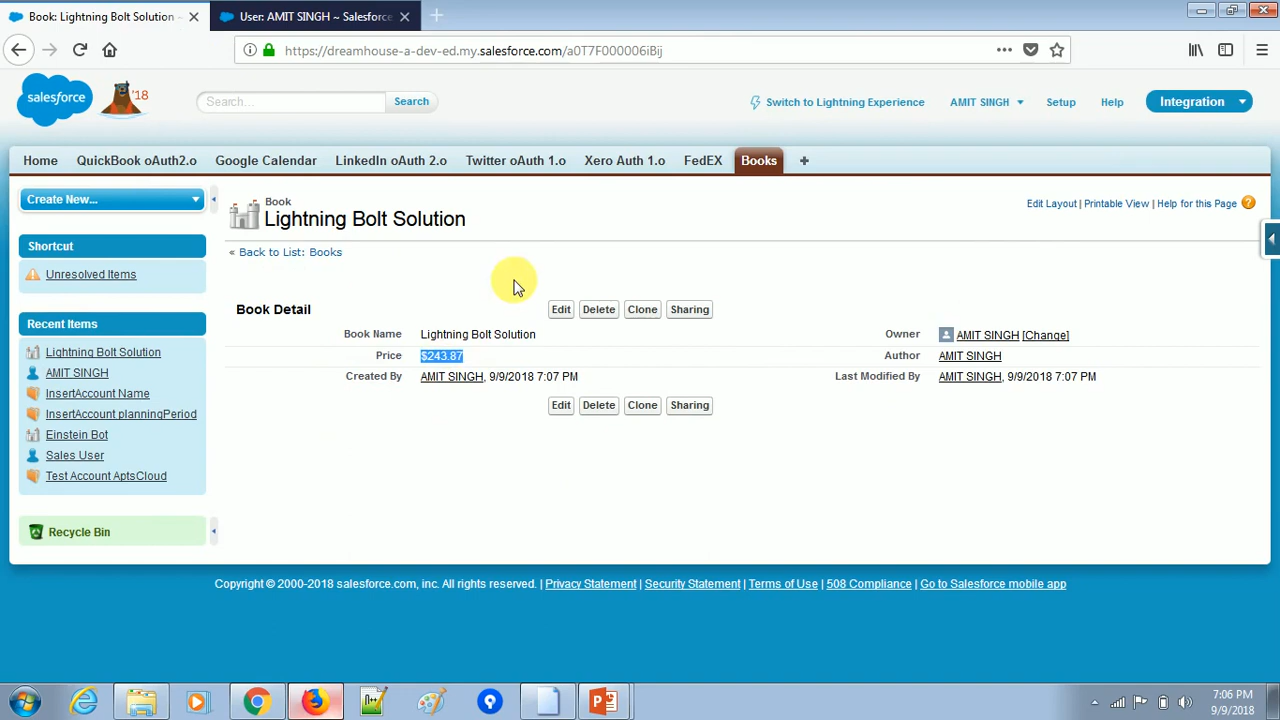 Book: Lightning Bolt Solution ~
User: AMIT SINGH ~ Salesforce
https://dreamhouse-a-dev-ed.my.salesforce.com/a0T7F000006iBij
salesforce
'18
Search...
Search
Switch to Lightning Experience
AMIT SINGH
Setup
Help
Integration
Home
QuickBook oAuth2.o
Google Calendar
LinkedIn oAuth 2.o
Twitter oAuth 1.o
Xero Auth 1.o
FedEX
Books
+
Create New...
Shortcut
Unresolved Items
Recent Items
Lightning Bolt Solution
AMIT SINGH
InsertAccount Name
InsertAccount planningPeriod
Einstein Bot
Sales User
Test Account AptsCloud
Recycle Bin
Book
Lightning Bolt Solution
Edit Layout | Printable View | Help for this Page ?
« Back to List: Books
Book Detail
Edit
Delete
Clone
Sharing
Book Name
Lightning Bolt Solution
Owner
AMIT SINGH [Change]
Price
$243.87
Author
AMIT SINGH
Created By
AMIT SINGH, 9/9/2018 7:07 PM
Last Modified By
AMIT SINGH, 9/9/2018 7:07 PM
Edit
Delete
Clone
Sharing
Copyright © 2000-2018 salesforce.com, inc. All rights reserved. | Privacy Statement | Security Statement | Terms of Use | 508 Compliance | Go to Salesforce mobile app
7:06 PM
9/9/2018